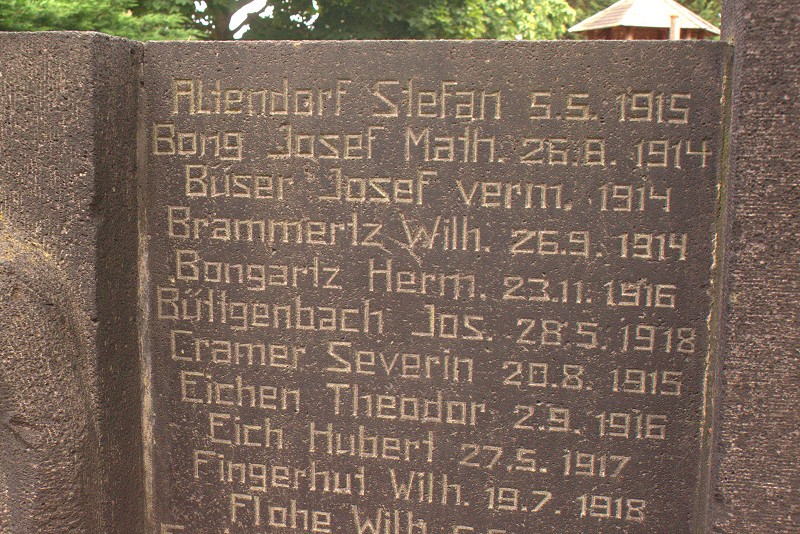 Altendorf Stefan 5.5. 1915
Bong Josef Math. 26.8. 1914
Büser Josef verm. 1914
Brammertz Wilh. 26.9. 1914
Bongartz Herm. 23.11. 1916
Büttgenbach Jos. 28.5. 1918
Cramer Severin 20.8. 1915
Eichen Theodor 2.9. 1916
Eich Hubert 27.5. 1917
Fingerhut Wilh. 19.7. 1918
Flohe Wilh.